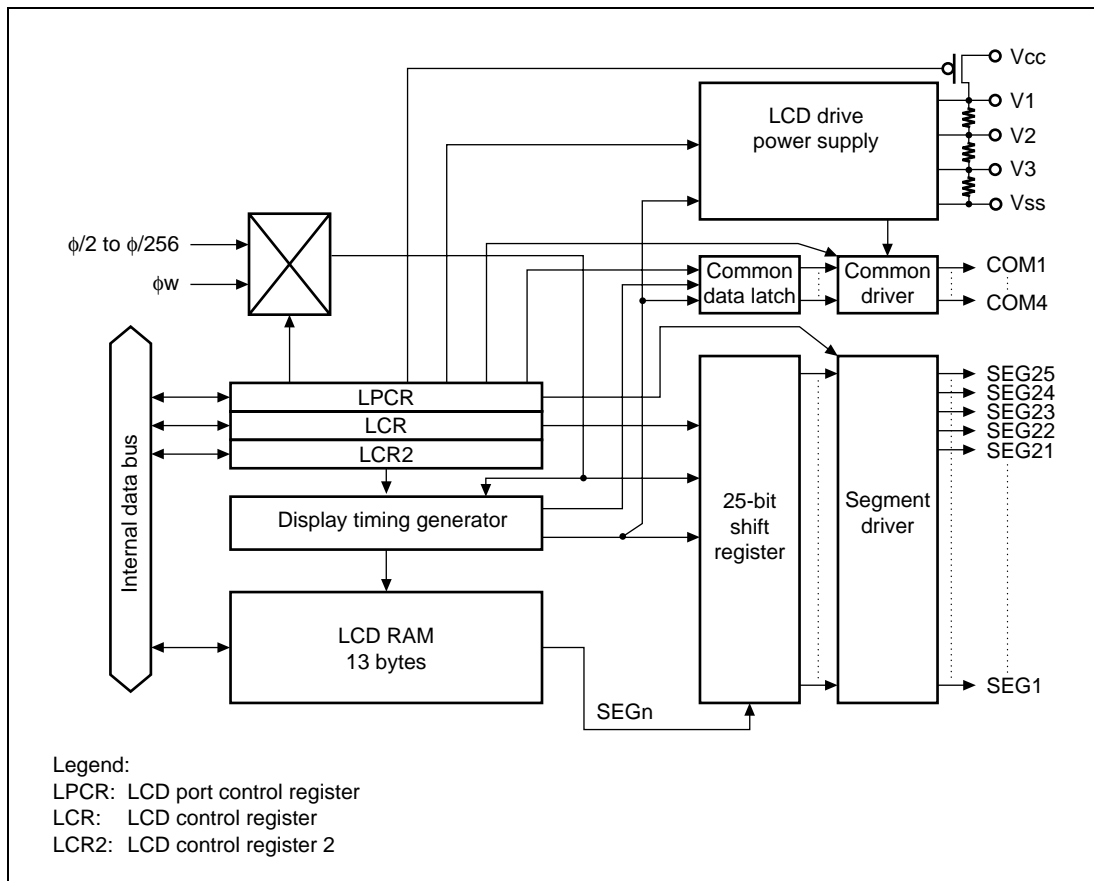 Vcc
V1
LCD drive
power supply
V2
V3
Vss
ϕ/2 to ϕ/256
ϕw
Common
data latch
Common
driver
COM1
COM4
LPCR
LCR
LCR2
Display timing generator
LCD RAM
13 bytes
Internal data bus
SEGn
25-bit
shift
register
Segment
driver
SEG25
SEG24
SEG23
SEG22
SEG21
SEG1
Legend:
LPCR: LCD port control register
LCR: LCD control register
LCR2: LCD control register 2